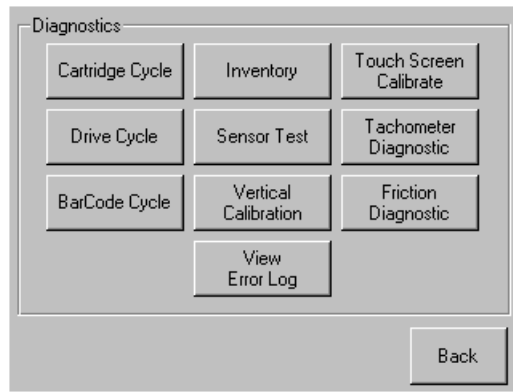 Diagnostics
Cartridge Cycle
Inventory
Touch Screen
Calibrate
Drive Cycle
Sensor Test
Tachometer
Diagnostic
BarCode Cycle
Vertical
Calibration
Friction
Diagnostic
View
Error Log
Back